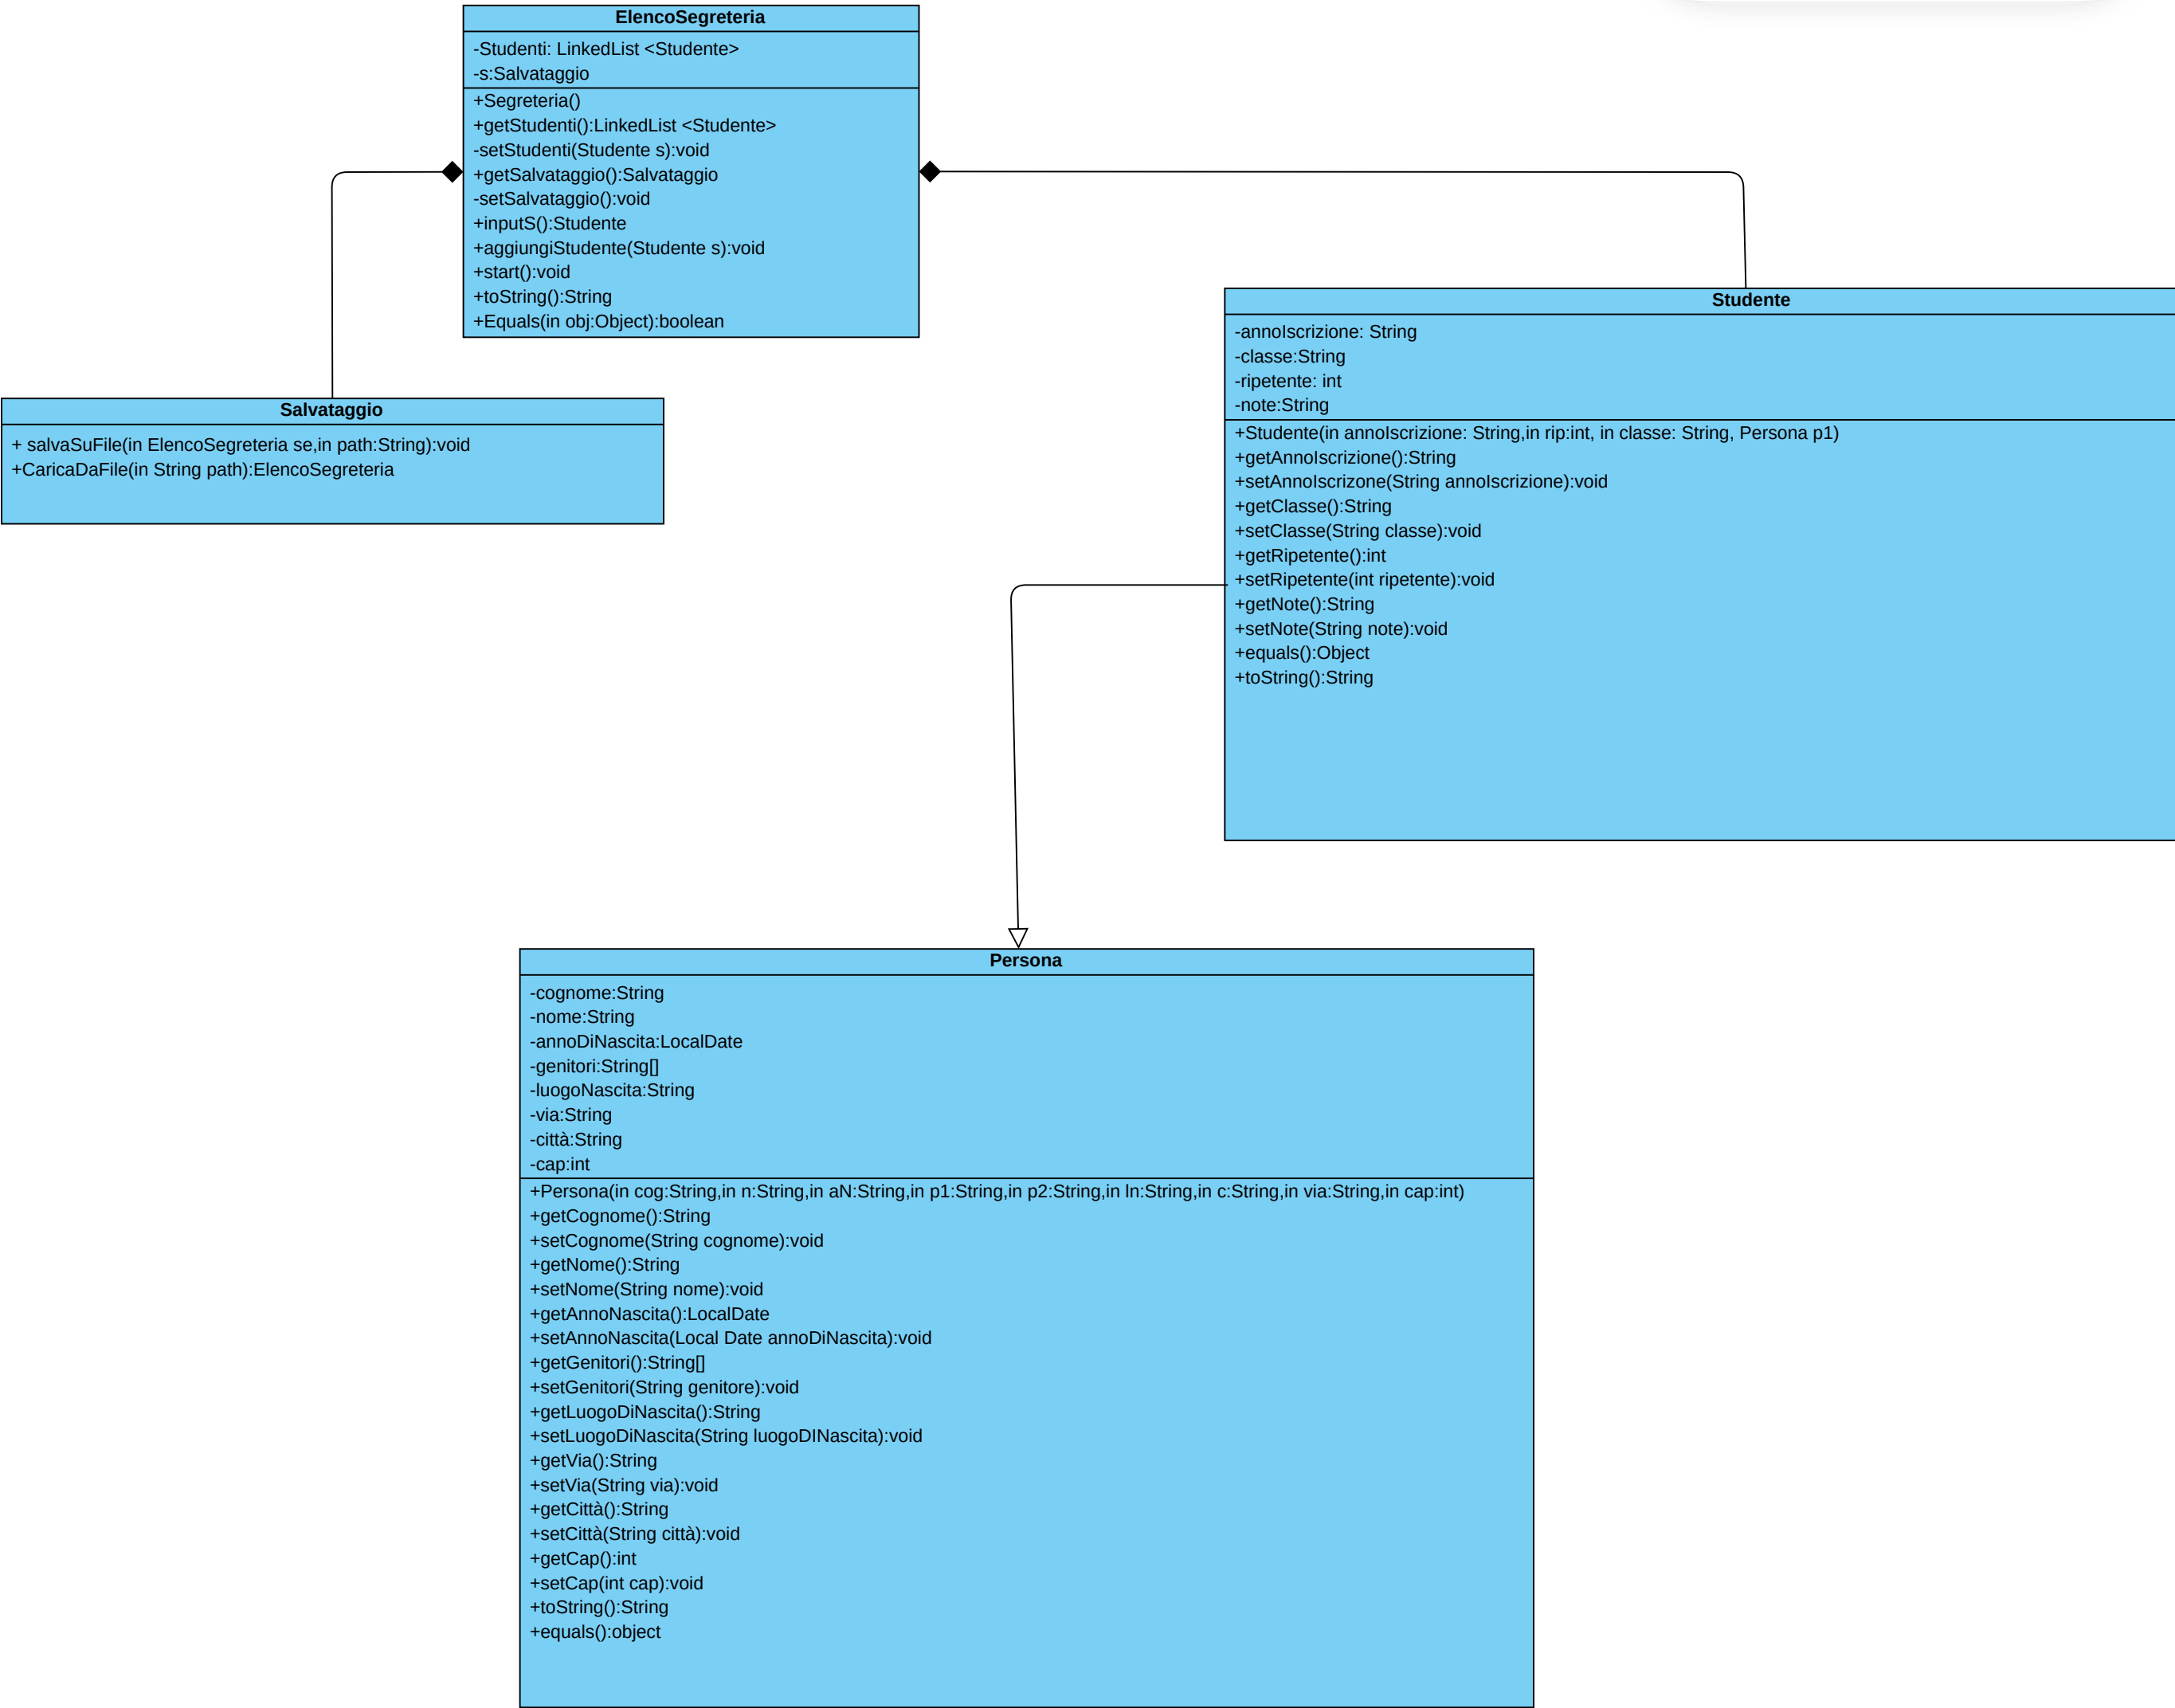 ElencoSegreteria
-Studenti: LinkedList <Studente>
-s:Salvataggio
+Segreteria()
+getStudenti():LinkedList <Studente>
-setStudenti(Studente s):void
+getSalvataggio():Salvataggio
-setSalvataggio():void
+inputS():Studente
+aggiungiStudente(Studente s):void
+start():void
+toString():String
+Equals(in obj:Object):boolean
Studente
-annoIscrizione: String
-classe:String
-ripetente: int
-note:String
+Studente(in annoIscrizione: String,in rip:int, in classe: String, Persona p1)
+getAnnoIscrizione():String
+setAnnoIscrizone(String annoIscrizione):void
+getClasse():String
+setClasse(String classe):void
+getRipetente():int
+setRipetente(int ripetente):void
+getNote():String
+setNote(String note):void
+equals():Object
+toString():String
Salvataggio
+ salvaSuFile(in ElencoSegreteria se,in path:String):void
+CaricaDaFile(in String path):ElencoSegreteria
Persona
-cognome:String
-nome:String
-annoDiNascita:LocalDate
-genitori:String[]
-luogoNascita:String
-via:String
-città:String
-cap:int
+Persona(in cog:String,in n:String,in aN:String,in p1:String,in p2:String,in ln:String,in c:String,in via:String,in cap:int)
+getCognome():String
+setCognome(String cognome):void
+getNome():String
+setNome(String nome):void
+getAnnoNascita():LocalDate
+setAnnoNascita(Local Date annoDiNascita):void
+getGenitori():String[]
+setGenitori(String genitore):void
+getLuogoDiNascita():String
+setLuogoDiNascita(String luogoDINascita):void
+getVia():String
+setVia(String via):void
+getCittà():String
+setCittà(String città):void
+getCap():int
+setCap(int cap):void
+toString():String
+equals():object